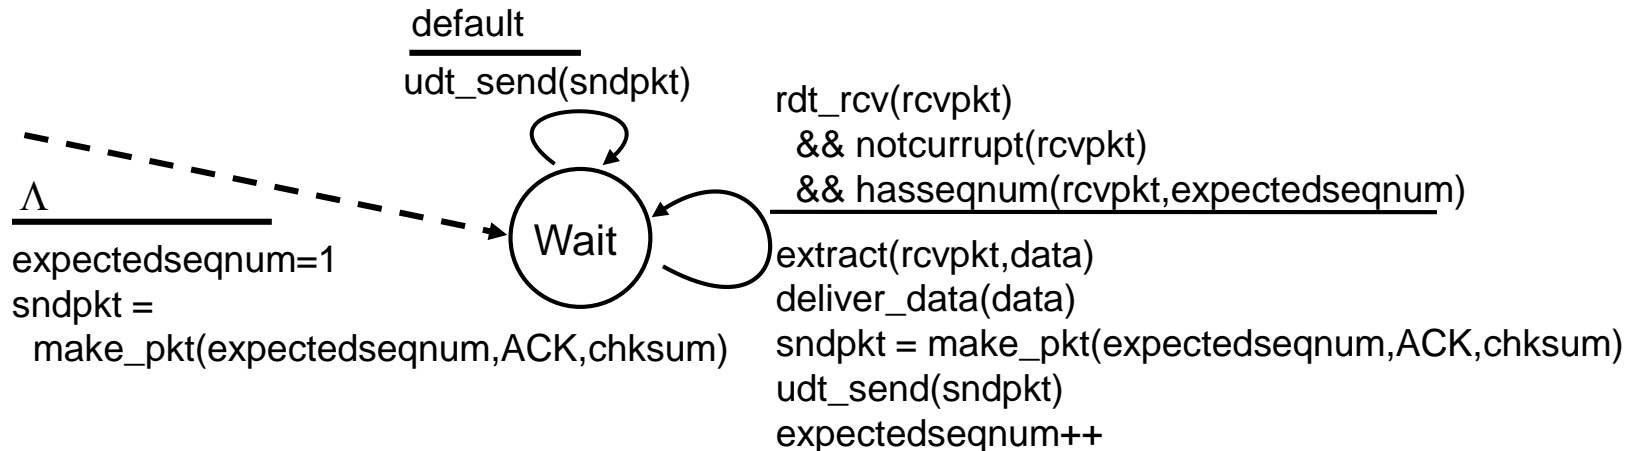 default
udt_send(sndpkt)
rdt_rcv(rcvpkt)
&& notcurrupt(rcvpkt)
&& hasseqnum(rcvpkt,expectedseqnum)
Λ
expectedseqnum=1
sndpkt =
make_pkt(expectedseqnum,ACK,chksum)
Wait
extract(rcvpkt,data)
deliver_data(data)
sndpkt = make_pkt(expectedseqnum,ACK,chksum)
udt_send(sndpkt)
expectedseqnum++